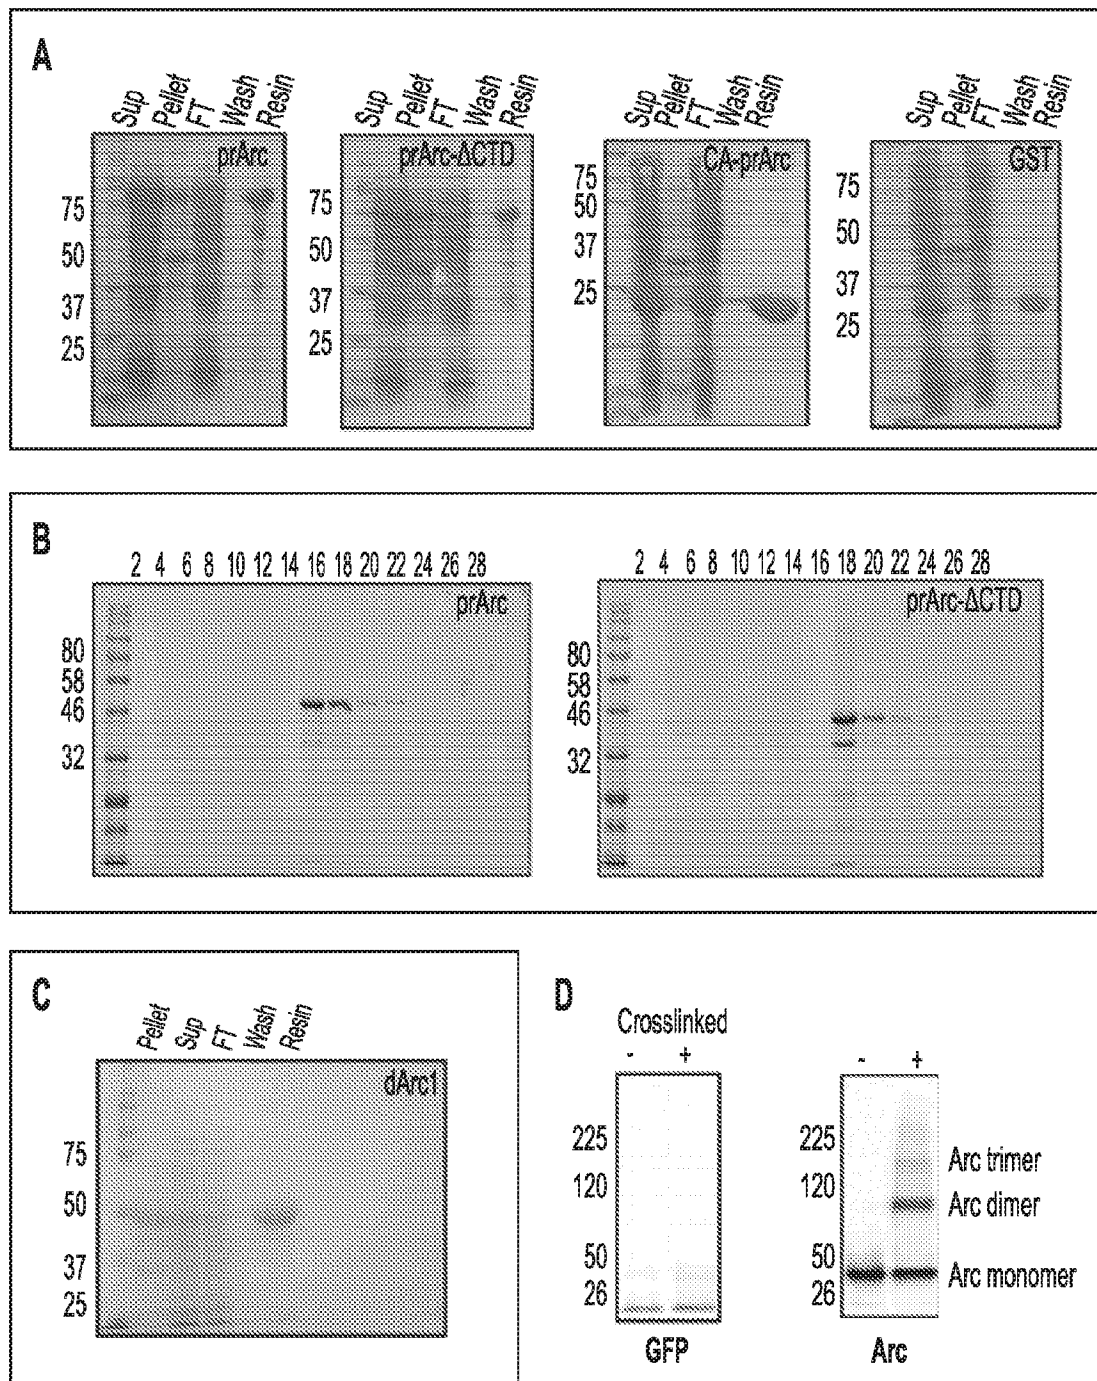 A
Sup Pellet FT Wash Resin
prArc
75
50
37
25
Sup Pellet FT Wash Resin
prArc-ΔCTD
75
50
37
25
Sup Pellet FT Wash Resin
CA-prArc
75
50
37
25
Sup Pellet FT Wash Resin
GST
75
50
37
25
B
2 4 6 8 10 12 14 16 18 20 22 24 26 28
prArc
80
58
46
32
2 4 6 8 10 12 14 16 18 20 22 24 26 28
prArc-ΔCTD
80
58
46
32
C
Pellet Sup FT Wash Resin
dArc1
75
50
37
25
D
Crosslinked
- +
225
120
50
26
GFP
- +
225
120
50
26
Arc trimer
Arc dimer
Arc monomer
Arc